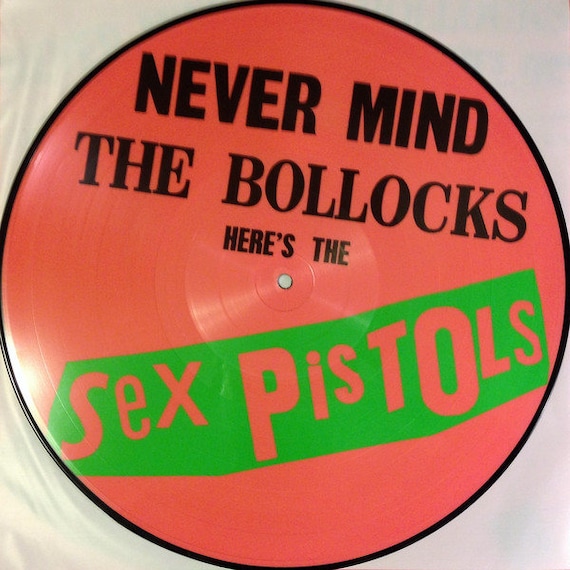 NEVER MIND
THE BOLLOCKS
HERE'S THE
Sex PisTOLs